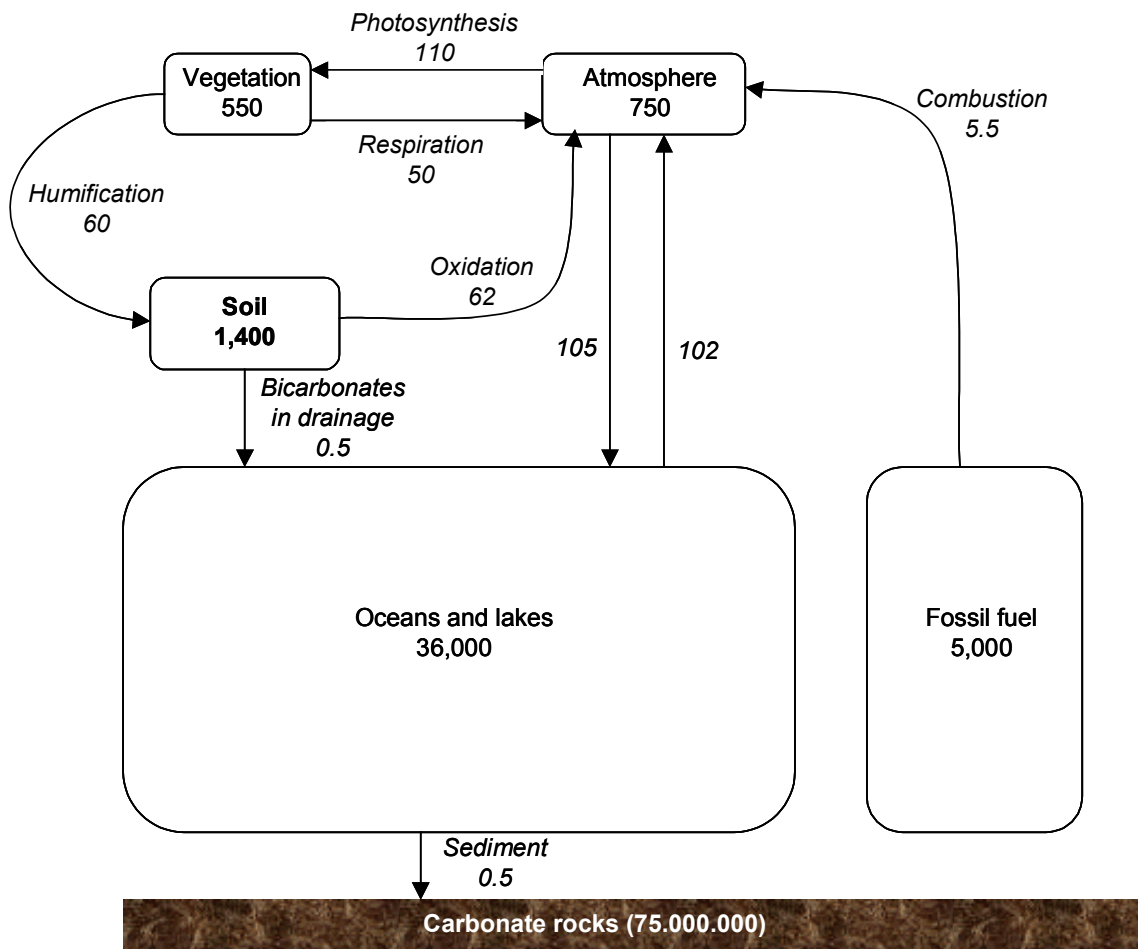 Photosynthesis
110
Vegetation
550
Atmosphere
750
Combustion
5.5
Respiration
50
Humification
60
Oxidation
62
Soil
1,400
105
102
Bicarbonates
in drainage
0.5
Oceans and lakes
36,000
Fossil fuel
5,000
Sediment
0.5
Carbonate rocks (75.000.000)